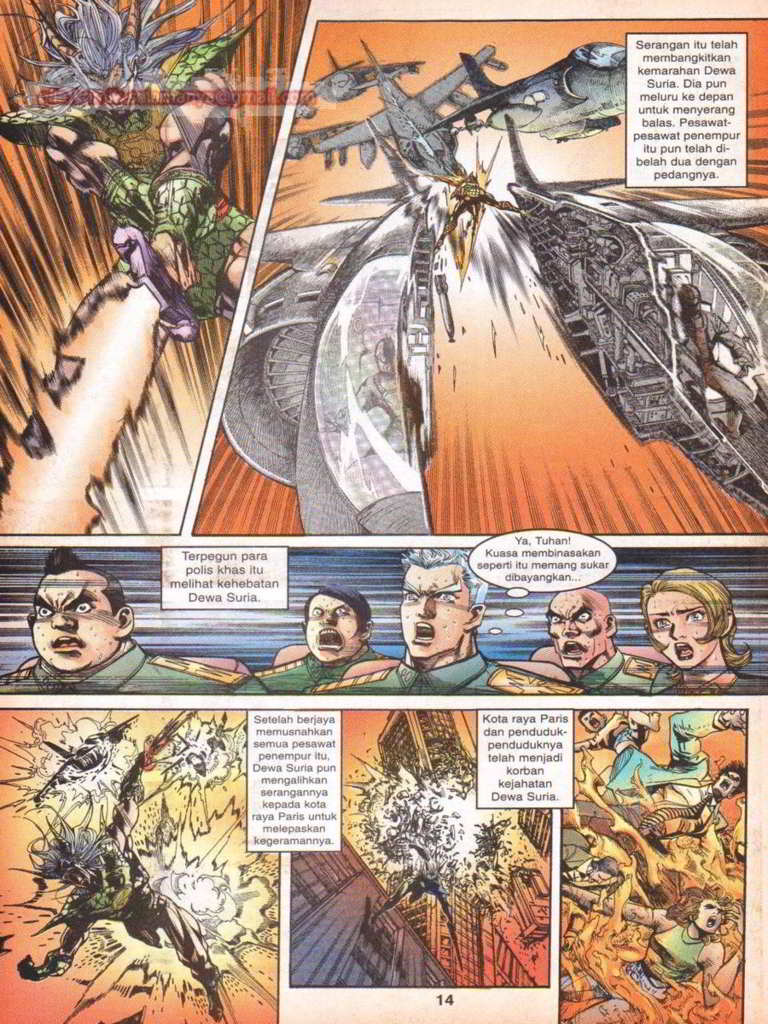 Serangan itu telah
membangkitkan
kemarahan Dewa
Suria. Dia pun
meluru ke depan
untuk menyerang
balas. Pesawat-
pesawat penempur
itu pun telah di-
belah dua dengan
pedangnya.
Terpegun para
polis khas itu
melihat kehebatan
Dewa Suria.
Ya, Tuhan!
Kuasa membinasakan
seperti itu memang sukar
dibayangkan...
Setelah berjaya
memusnahkan
semua pesawat
penempur itu,
Dewa Suria pun
mengalihkan
serangannya
kepada kota
raya Paris untuk
melepaskan
kegeramannya.
Kota raya Paris
dan penduduk-
penduduknya
telah menjadi
korban
kejahatan
Dewa Suria.
14